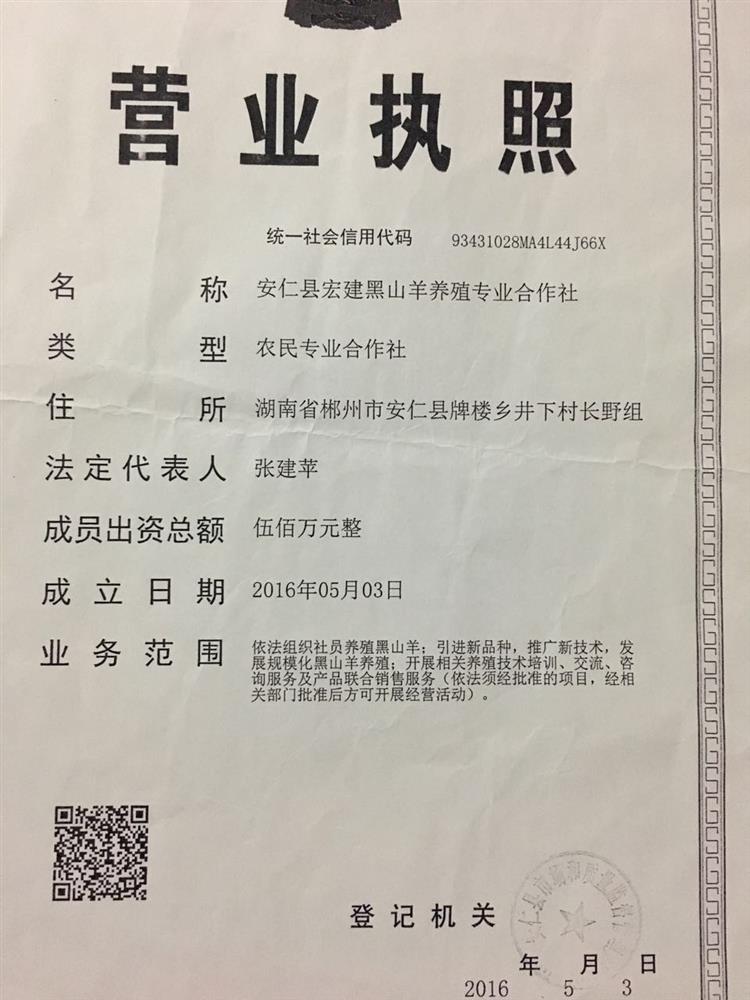 营业执照
统一社会信用代码 93431028MA4L44J66X
名称 安仁县宏建黑山羊养殖专业合作社
类型 农民专业合作社
住所 湖南省郴州市安仁县牌楼乡井下村长野组
法定代表人 张建苹
成员出资总额 伍佰万元整
成立日期 2016年05月03日
业务范围 依法组织社员养殖黑山羊；引进新品种，推广新技术，发
展规模化黑山羊养殖；开展相关养殖技术培训、交流、咨
询服务及产品联合销售服务（依法须经批准的项目，经相
关部门批准后方可开展经营活动）。
登记机关
年 月 日
2016 5 3